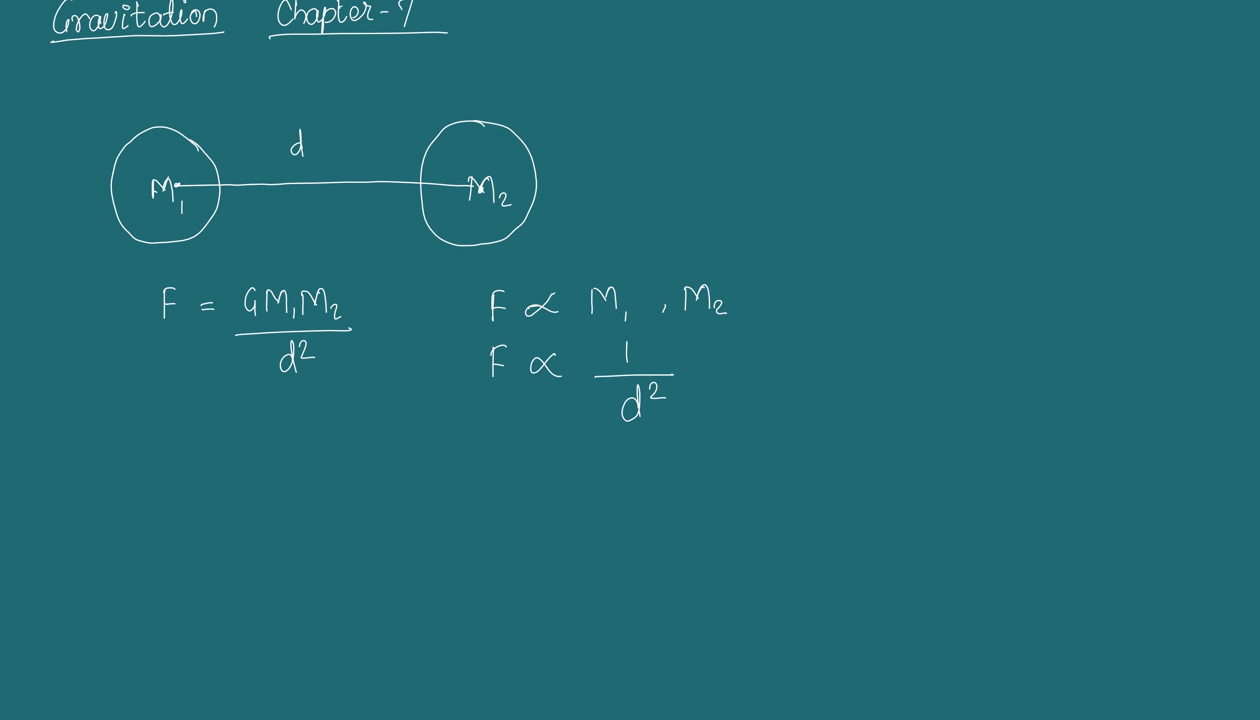 Gravitation Chapter-7
d
M₁ M₂
F = GM₁M₂ / d² F ∝ M₁ , M₂
F ∝ 1 / d²